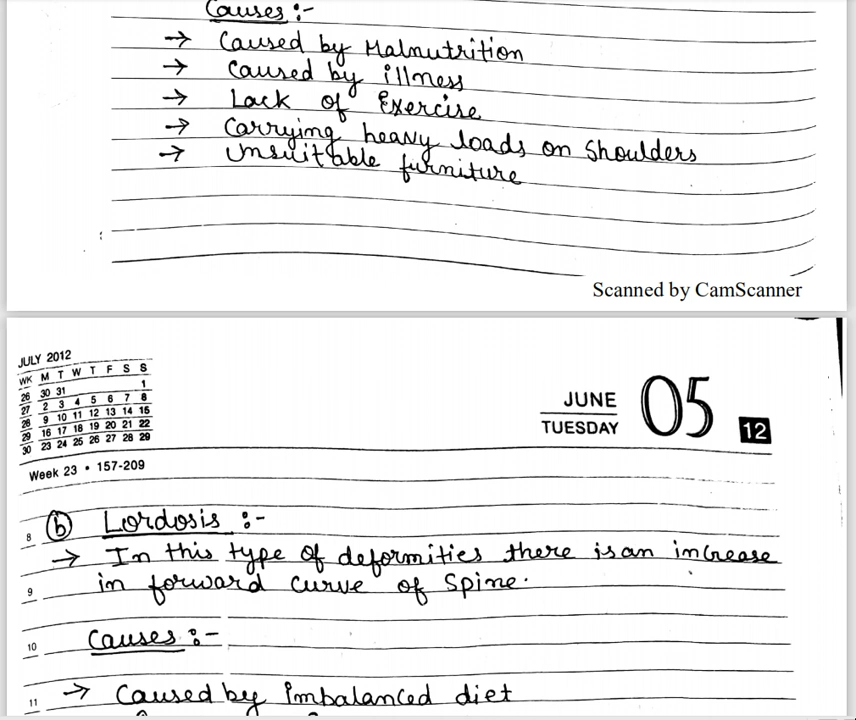 Causes :-
→ Caused by Malnutrition
→ Caused by illness
→ Lack of Exercise
→ Carrying heavy loads on Shoulders
→ Unsuitable furniture
Scanned by CamScanner
JULY 2012
WK M T W T F S S
26 30 31 1
27 2 3 4 5 6 7 8
28 9 10 11 12 13 14 15
29 16 17 18 19 20 21 22
30 23 24 25 26 27 28 29
Week 23 • 157-209
JUNE
TUESDAY
05
12
8 (b) Lordosis :-
→ In this type of deformities there is an increase
9 in forward curve of Spine.
10 Causes :-
11 → Caused by imbalanced diet